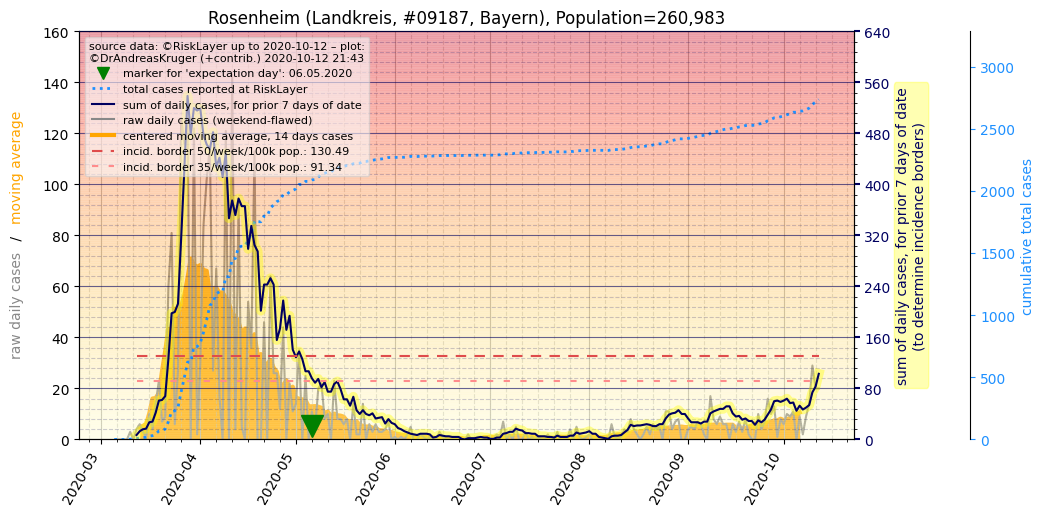 Rosenheim (Landkreis, #09187, Bayern), Population=260,983
source data: ©RiskLayer up to 2020-10-12 – plot:
©DrAndreasKruger (+contrib.) 2020-10-12 21:43
marker for 'expectation day': 06.05.2020
total cases reported at RiskLayer
sum of daily cases, for prior 7 days of date
raw daily cases (weekend-flawed)
centered moving average, 14 days cases
incid. border 50/week/100k pop.: 130.49
incid. border 35/week/100k pop.: 91.34
raw daily cases / moving average
160
140
120
100
80
60
40
20
0
640
560
480
400
320
240
160
80
0
sum of daily cases, for prior 7 days of date
(to determine incidence borders)
3000
2500
2000
1500
1000
500
0
cumulative total cases
2020-03
2020-04
2020-05
2020-06
2020-07
2020-08
2020-09
2020-10